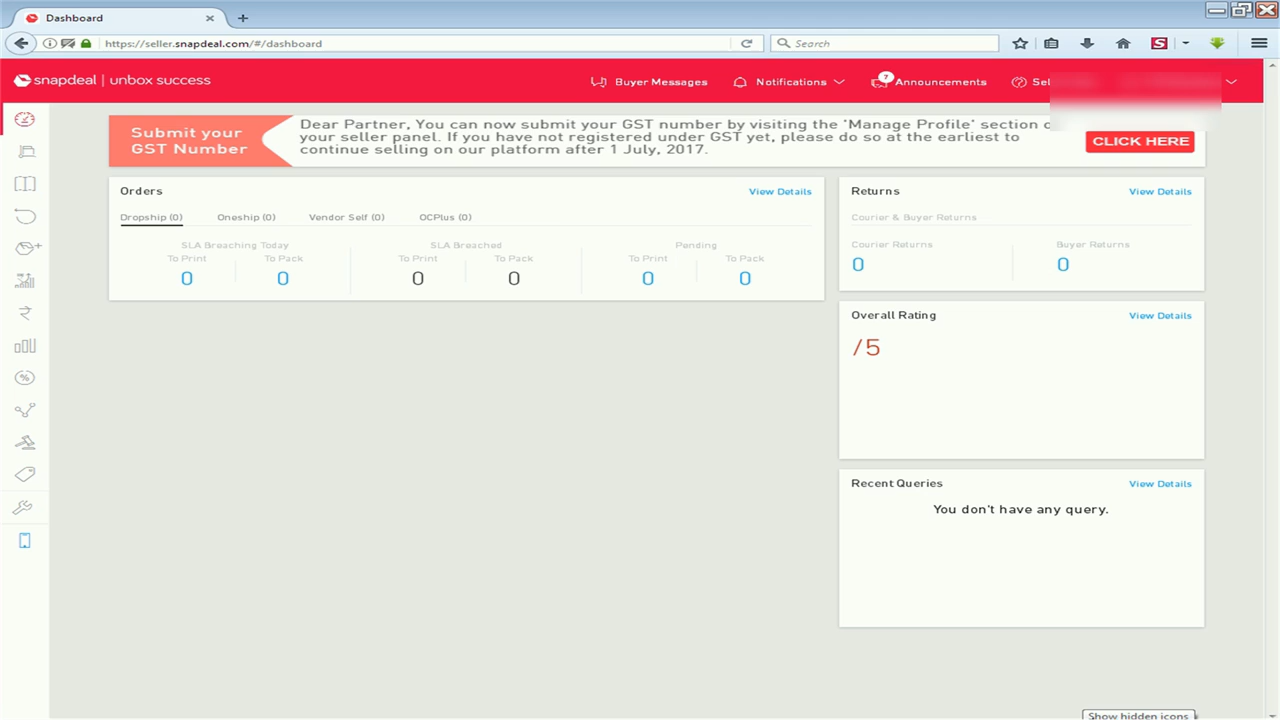 Dashboard
https://seller.snapdeal.com/#/dashboard
Search
snapdeal | unbox success
Buyer Messages
Notifications
7
Announcements
Submit your
GST Number
Dear Partner, You can now submit your GST number by visiting the 'Manage Profile' section
your seller panel. If you have not registered under GST yet, please do so at the earliest to
continue selling on our platform after 1 July, 2017.
CLICK HERE
Orders
View Details
Dropship (0)
Oneship (0)
Vendor Self (0)
OCPlus (0)
SLA Breaching Today
SLA Breached
Pending
To Print
To Pack
To Print
To Pack
To Print
To Pack
0
0
0
0
0
0
Returns
View Details
Courier & Buyer Returns
Courier Returns
Buyer Returns
0
0
Overall Rating
View Details
/5
Recent Queries
View Details
You don't have any query.
Show hidden icons